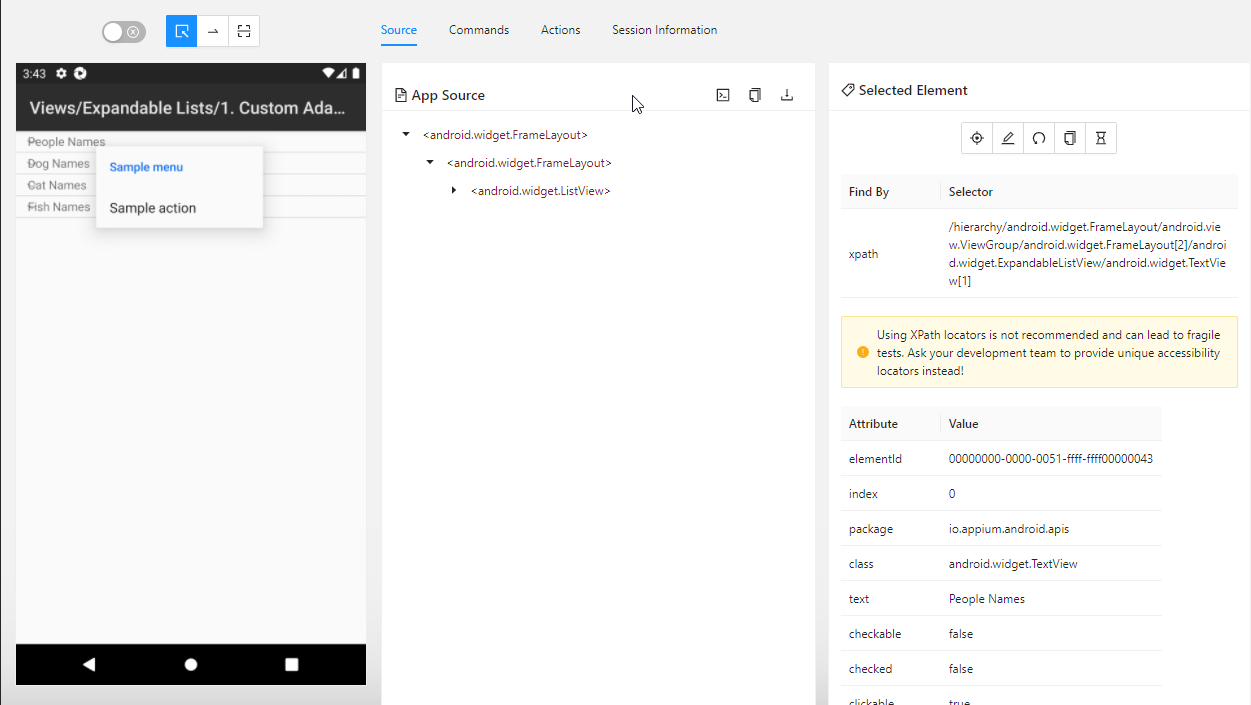 Source Commands Actions Session Information
3:43
Views/Expandable Lists/1. Custom Ada...
People Names
Dog Names
Cat Names
Fish Names
Sample menu
Sample action
App Source
<android.widget.FrameLayout>
<android.widget.FrameLayout>
<android.widget.ListView>
Selected Element
Find By Selector
xpath
/hierarchy/android.widget.FrameLayout/android.vie
w.ViewGroup/android.widget.FrameLayout[2]/androi
d.widget.ExpandableListView/android.widget.TextVie
w[1]
Using XPath locators is not recommended and can lead to fragile
tests. Ask your development team to provide unique accessibility
locators instead!
Attribute Value
elementId 00000000-0000-0051-ffff-ffff00000043
index 0
package io.appium.android.apis
class android.widget.TextView
text People Names
checkable false
checked false
clickable true